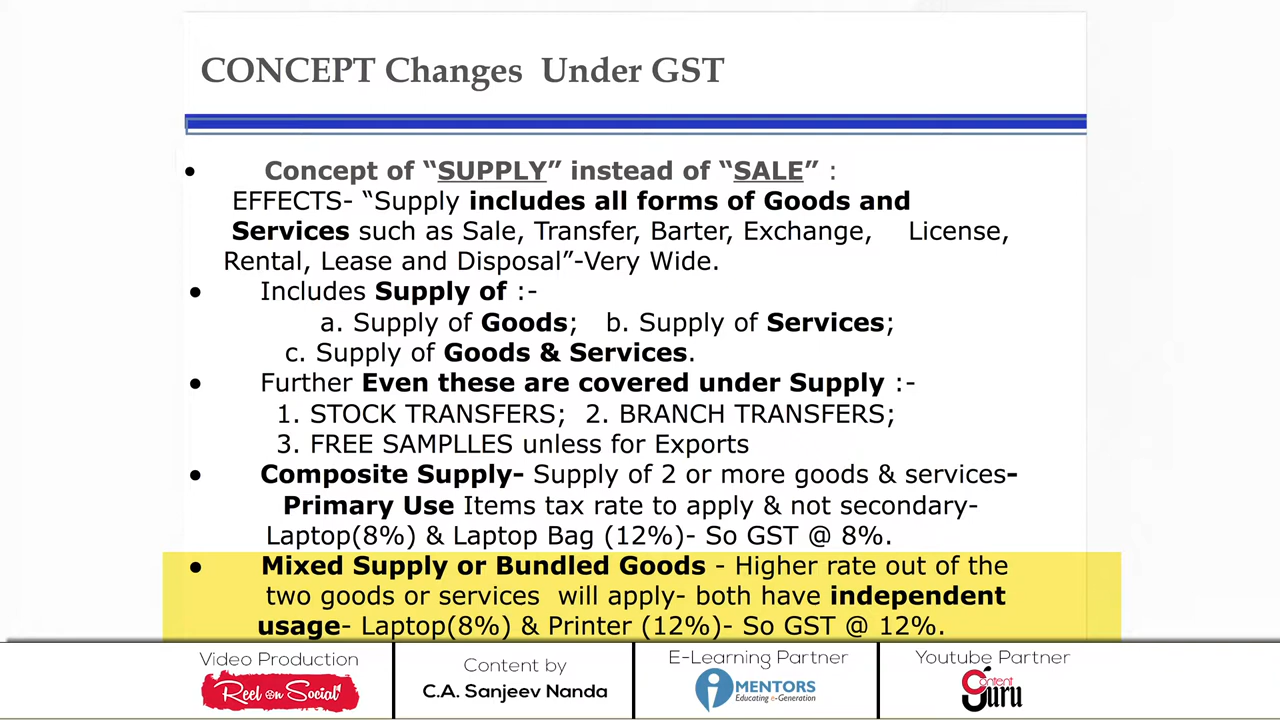 CONCEPT Changes Under GST
• Concept of “SUPPLY” instead of “SALE” :
EFFECTS- “Supply includes all forms of Goods and
Services such as Sale, Transfer, Barter, Exchange, License,
Rental, Lease and Disposal”-Very Wide.
• Includes Supply of :-
a. Supply of Goods; b. Supply of Services;
c. Supply of Goods & Services.
• Further Even these are covered under Supply :-
1. STOCK TRANSFERS; 2. BRANCH TRANSFERS;
3. FREE SAMPLLES unless for Exports
• Composite Supply- Supply of 2 or more goods & services-
Primary Use Items tax rate to apply & not secondary-
Laptop(8%) & Laptop Bag (12%)- So GST @ 8%.
• Mixed Supply or Bundled Goods - Higher rate out of the
two goods or services will apply- both have independent
usage- Laptop(8%) & Printer (12%)- So GST @ 12%.
Video Production
Reel on Social
Content by
C.A. Sanjeev Nanda
E-Learning Partner
iMENTORS
Educating e-Generation
Youtube Partner
Content Guru